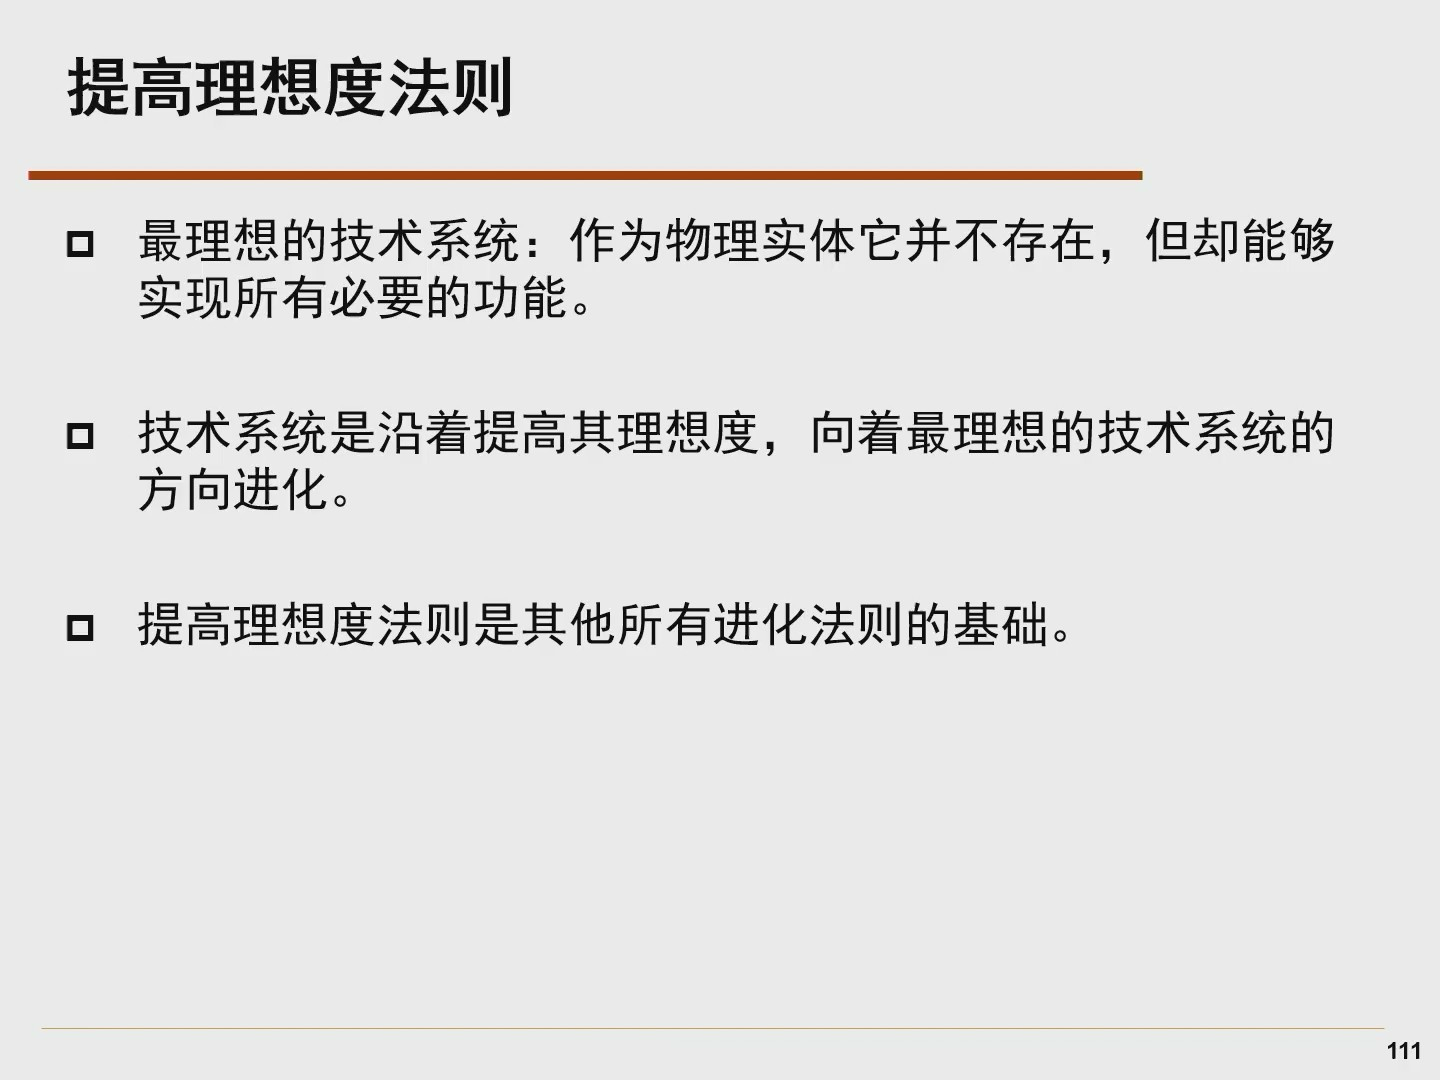 提高理想度法则
最理想的技术系统：作为物理实体它并不存在，但却能够
实现所有必要的功能。
技术系统是沿着提高其理想度，向着最理想的技术系统的
方向进化。
提高理想度法则是其他所有进化法则的基础。
111